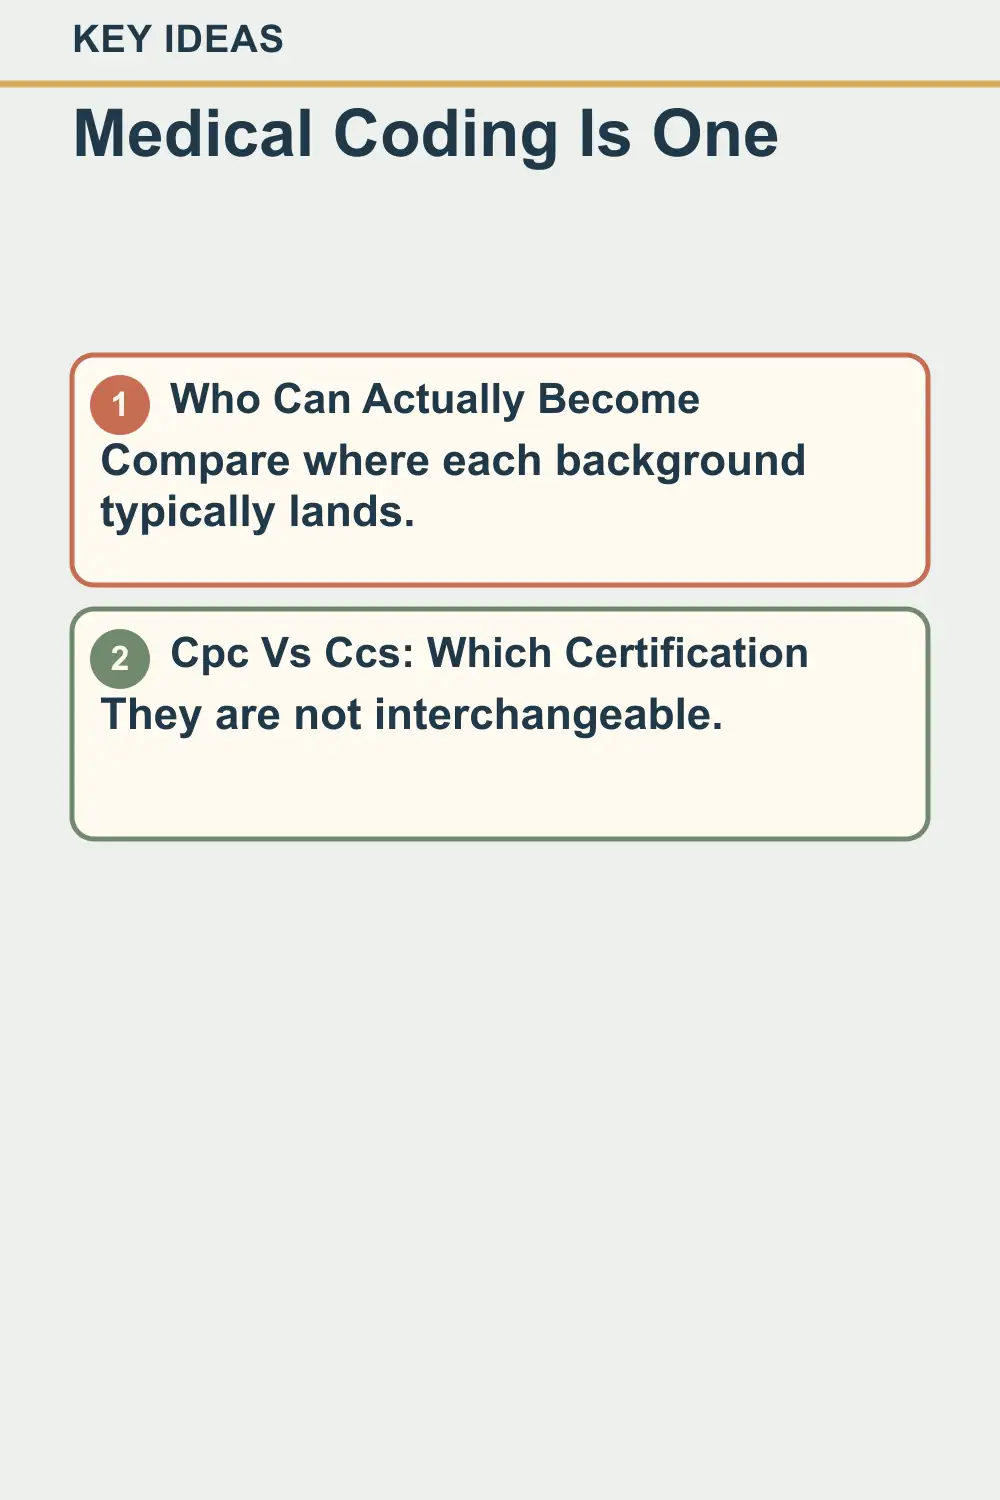 KEY IDEAS
Medical Coding Is One
1 Who Can Actually Become
Compare where each background
typically lands.
2 Cpc Vs Ccs: Which Certification
They are not interchangeable.